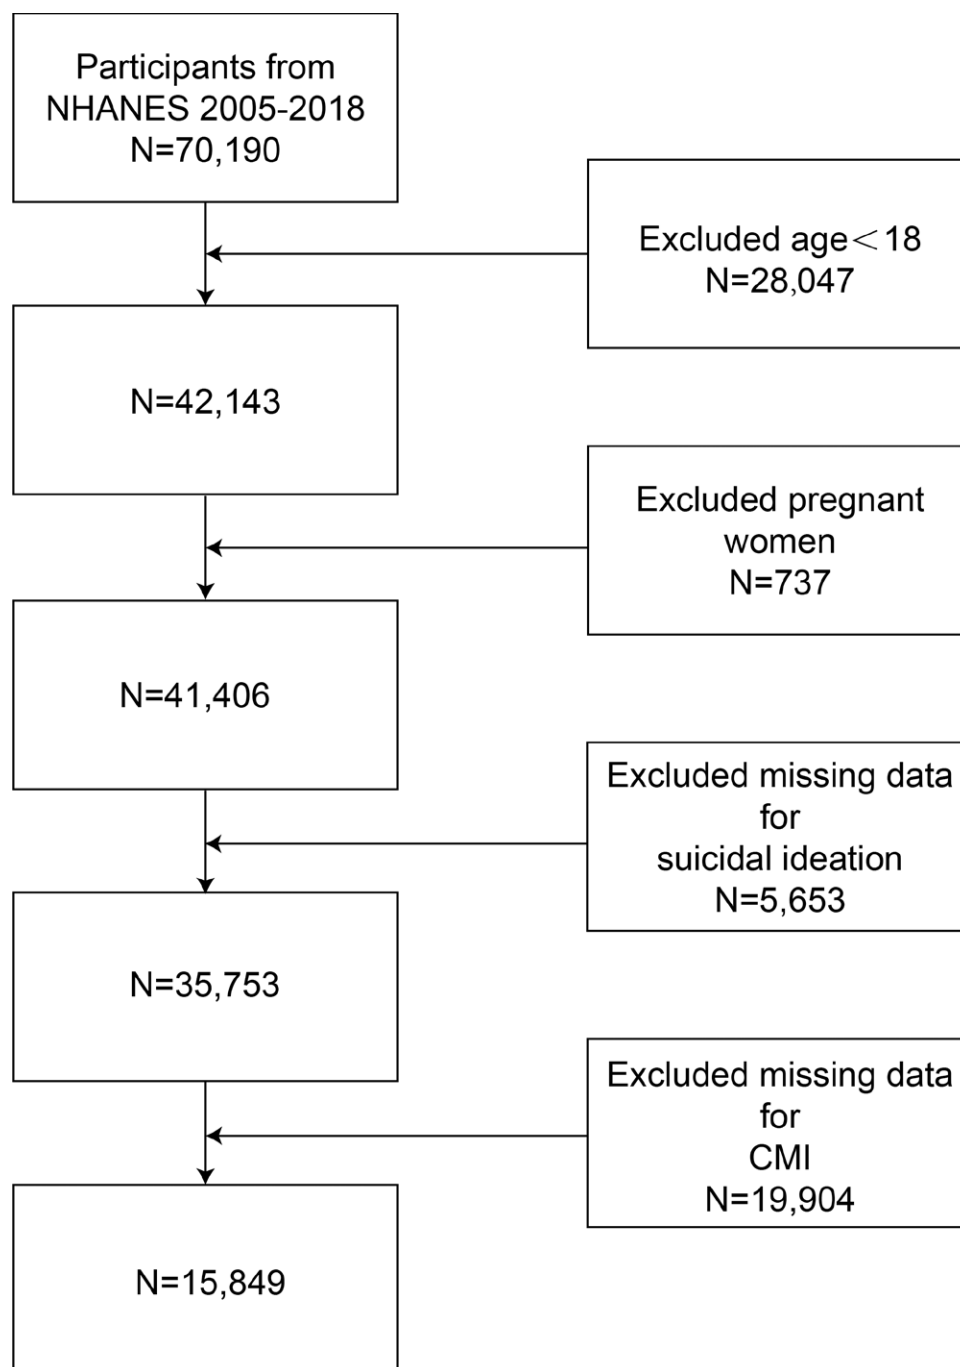 Participants from
NHANES 2005-2018
N=70,190
Excluded age＜18
N=28,047
N=42,143
Excluded pregnant
women
N=737
N=41,406
Excluded missing data
for
suicidal ideation
N=5,653
N=35,753
Excluded missing data
for
CMI
N=19,904
N=15,849